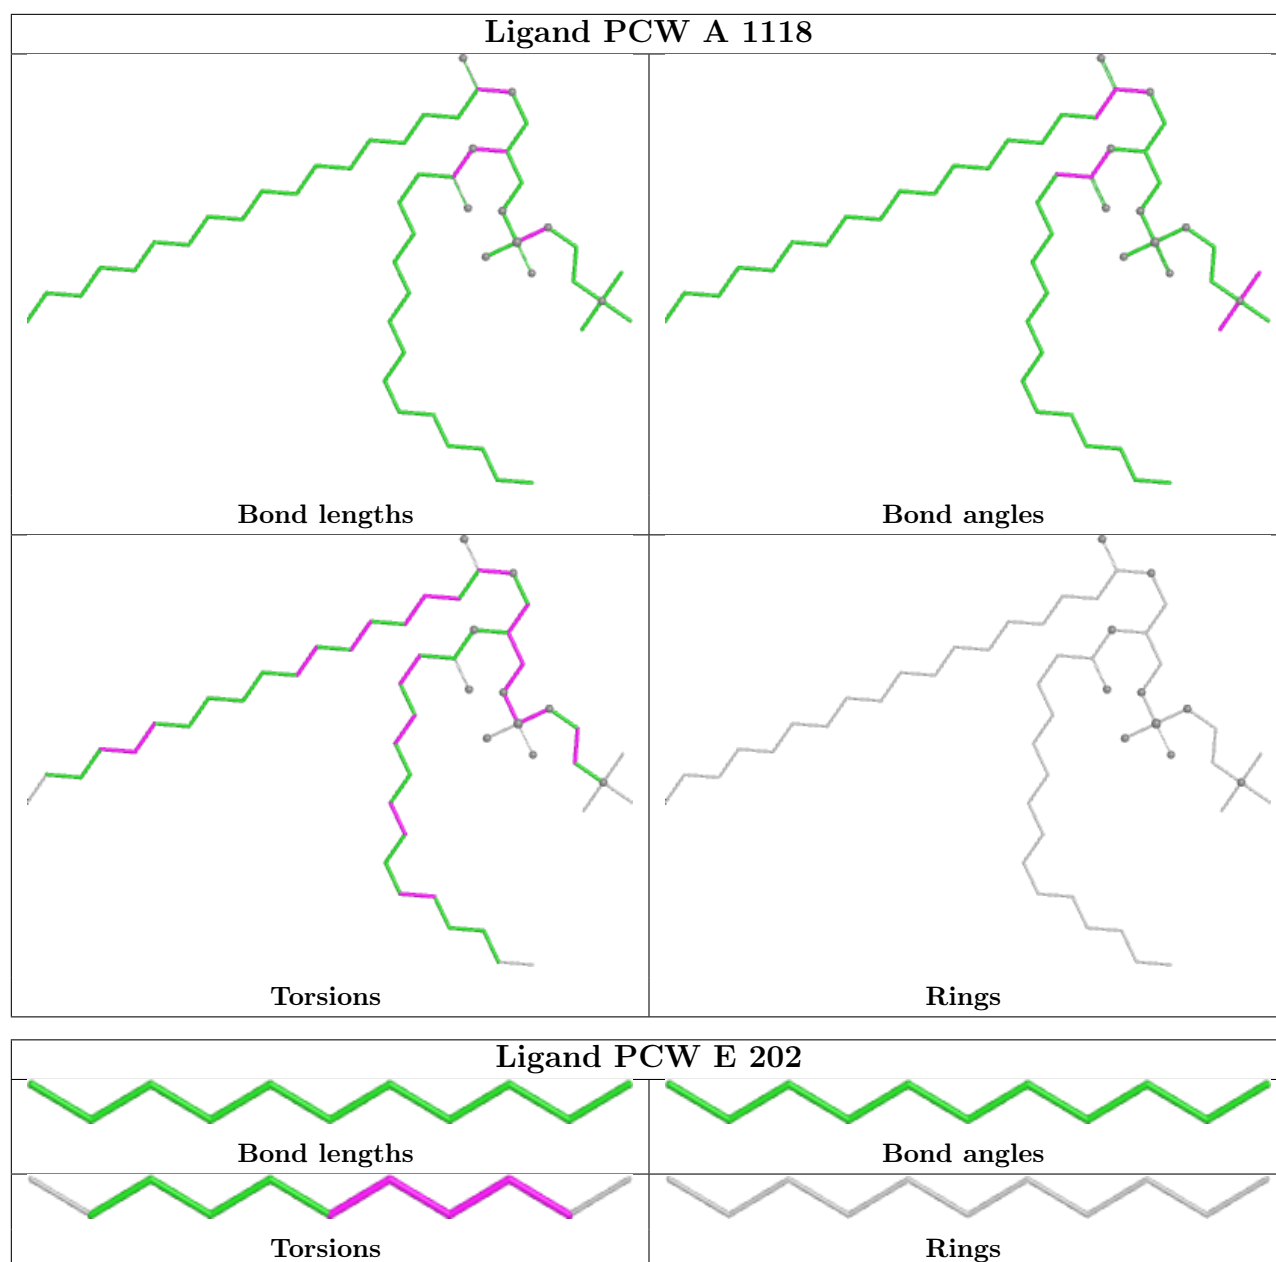 Ligand PCW A 1118
Bond lengths
Bond angles
Torsions
Rings
Ligand PCW E 202
Bond lengths
Bond angles
Torsions
Rings